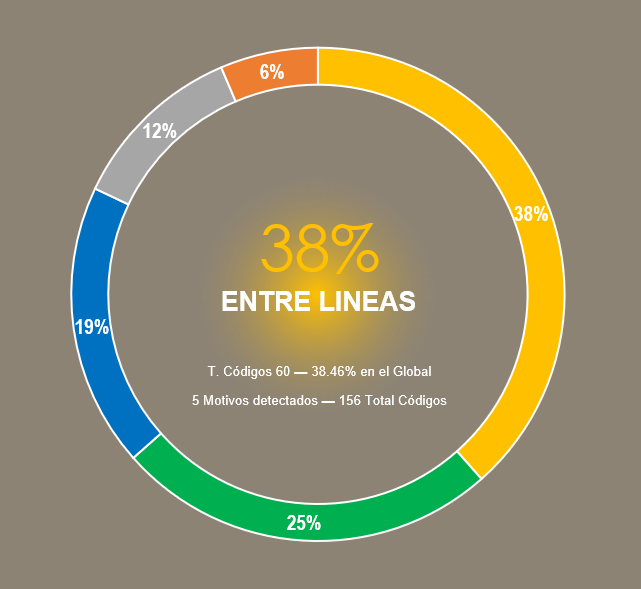 6%
12%
38%
38%
ENTRE LINEAS
19%
T. Códigos 60 — 38.46% en el Global
5 Motivos detectados — 156 Total Códigos
25%